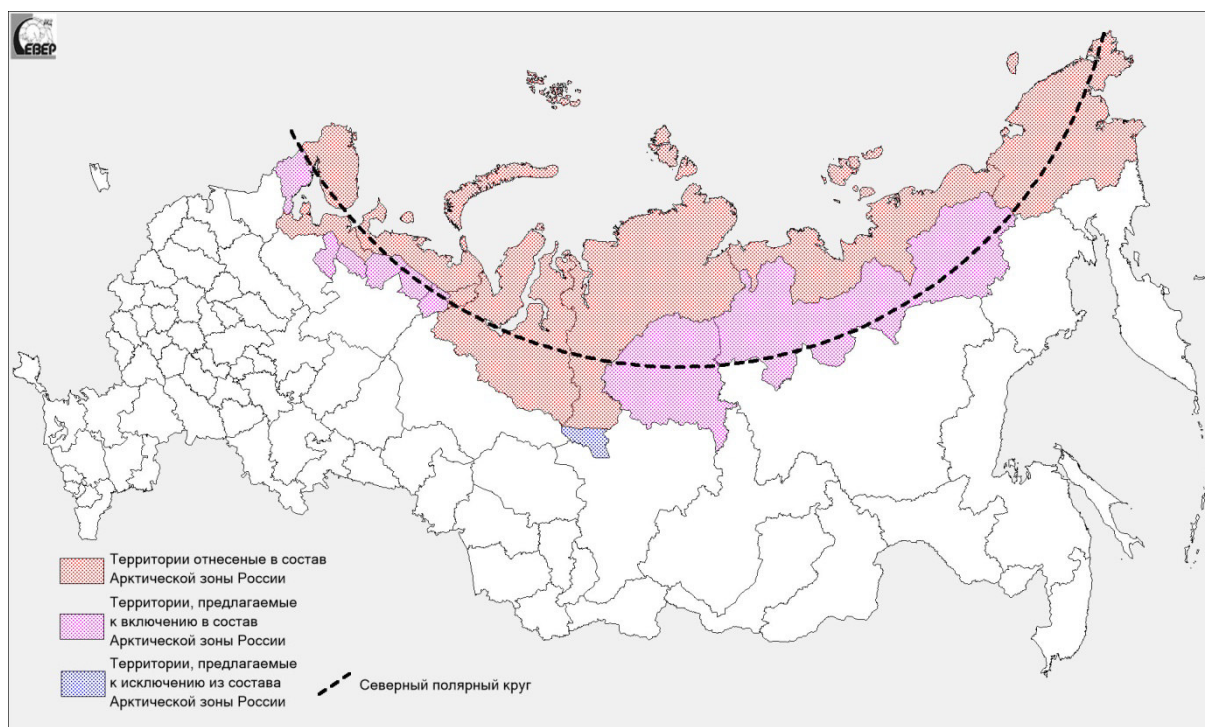 СЕВЕР
Территории отнесеные в состав
Арктической зоны России
Территории, предлагаемые
к включению в состав
Арктической зоны России
Территории, предлагаемые
к исключению из состава
Арктической зоны России
Северный полярный круг